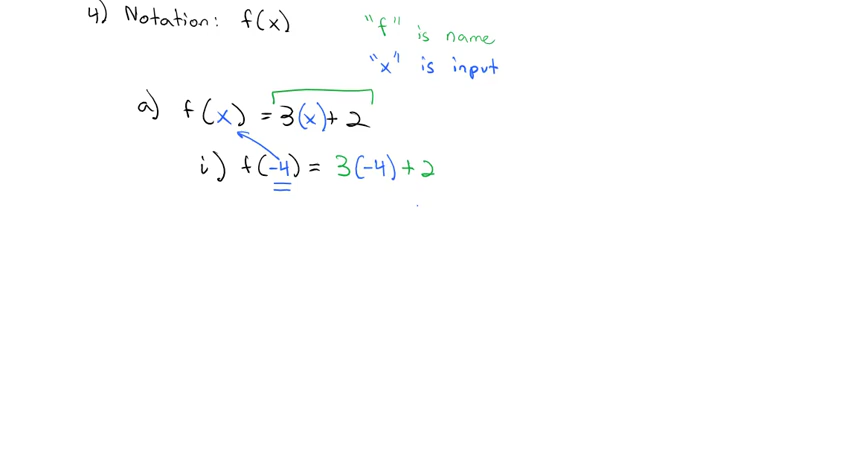 4) Notation: f(x) "f" is name
"x" is input
a) f(x) = 3(x)+2
i) f(-4) = 3(-4)+2